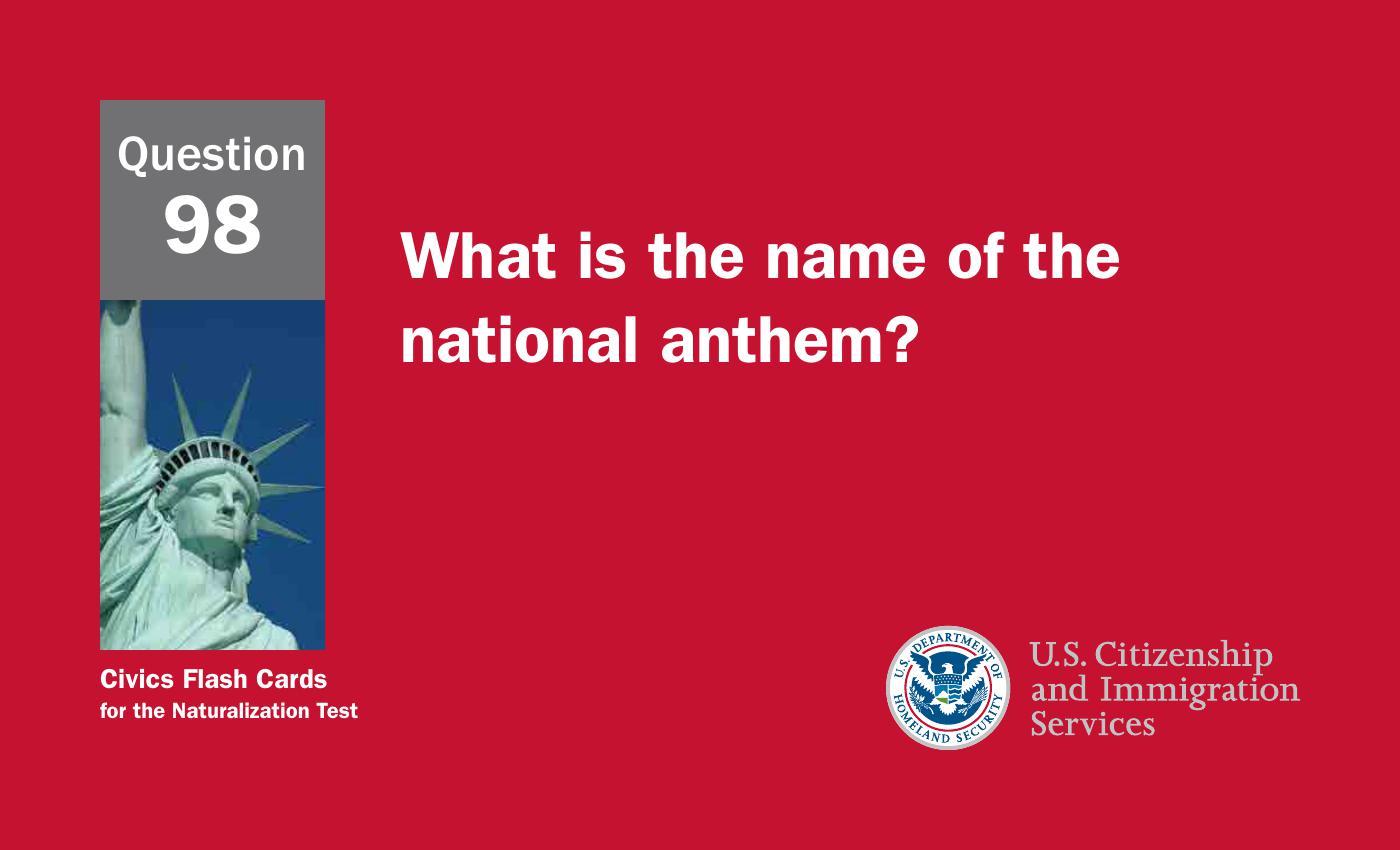 Question
98
What is the name of the
national anthem?
Civics Flash Cards
for the Naturalization Test
U.S. DEPARTMENT OF
HOMELAND SECURITY
U.S. Citizenship
and Immigration
Services